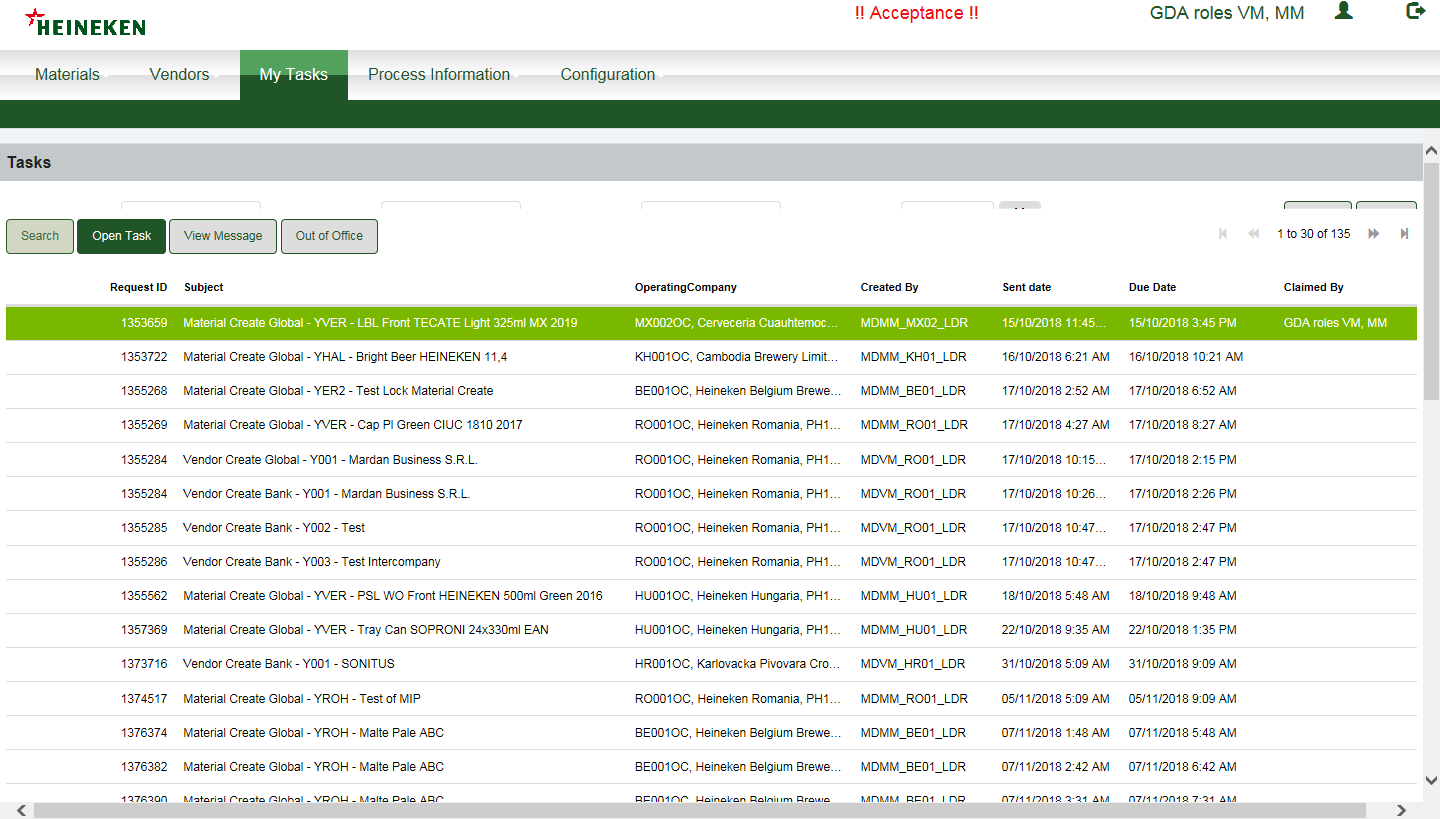 HEINEKEN !! Acceptance !! GDA roles VM, MM
Materials Vendors My Tasks Process Information Configuration
Tasks
Search Open Task View Message Out of Office 1 to 30 of 135
Request ID Subject OperatingCompany Created By Sent date Due Date Claimed By
1353659 Material Create Global - YVER - LBL Front TECATE Light 325ml MX 2019 MX002OC, Cerveceria Cuauhtemoc... MDMM_MX02_LDR 15/10/2018 11:45... 15/10/2018 3:45 PM GDA roles VM, MM
1353722 Material Create Global - YHAL - Bright Beer HEINEKEN 11,4 KH001OC, Cambodia Brewery Limit... MDMM_KH01_LDR 16/10/2018 6:21 AM 16/10/2018 10:21 AM
1355268 Material Create Global - YER2 - Test Lock Material Create BE001OC, Heineken Belgium Brewe... MDMM_BE01_LDR 17/10/2018 2:52 AM 17/10/2018 6:52 AM
1355269 Material Create Global - YVER - Cap Pl Green CIUC 1810 2017 RO001OC, Heineken Romania, PH1... MDMM_RO01_LDR 17/10/2018 4:27 AM 17/10/2018 8:27 AM
1355284 Vendor Create Global - Y001 - Mardan Business S.R.L. RO001OC, Heineken Romania, PH1... MDVM_RO01_LDR 17/10/2018 10:15... 17/10/2018 2:15 PM
1355284 Vendor Create Bank - Y001 - Mardan Business S.R.L. RO001OC, Heineken Romania, PH1... MDVM_RO01_LDR 17/10/2018 10:26... 17/10/2018 2:26 PM
1355285 Vendor Create Bank - Y002 - Test RO001OC, Heineken Romania, PH1... MDVM_RO01_LDR 17/10/2018 10:47... 17/10/2018 2:47 PM
1355286 Vendor Create Bank - Y003 - Test Intercompany RO001OC, Heineken Romania, PH1... MDVM_RO01_LDR 17/10/2018 10:47... 17/10/2018 2:47 PM
1355562 Material Create Global - YVER - PSL WO Front HEINEKEN 500ml Green 2016 HU001OC, Heineken Hungaria, PH1... MDMM_HU01_LDR 18/10/2018 5:48 AM 18/10/2018 9:48 AM
1357369 Material Create Global - YVER - Tray Can SOPRONI 24x330ml EAN HU001OC, Heineken Hungaria, PH1... MDMM_HU01_LDR 22/10/2018 9:35 AM 22/10/2018 1:35 PM
1373716 Vendor Create Bank - Y001 - SONITUS HR001OC, Karlovacka Pivovara Cro... MDVM_HR01_LDR 31/10/2018 5:09 AM 31/10/2018 9:09 AM
1374517 Material Create Global - YROH - Test of MIP RO001OC, Heineken Romania, PH1... MDMM_RO01_LDR 05/11/2018 5:09 AM 05/11/2018 9:09 AM
1376374 Material Create Global - YROH - Malte Pale ABC BE001OC, Heineken Belgium Brewe... MDMM_BE01_LDR 07/11/2018 1:48 AM 07/11/2018 5:48 AM
1376382 Material Create Global - YROH - Malte Pale ABC BE001OC, Heineken Belgium Brewe... MDMM_BE01_LDR 07/11/2018 2:42 AM 07/11/2018 6:42 AM
1376390 Material Create Global - YROH - Malte Pale ABC BE001OC, Heineken Belgium Brewe... MDMM_BE01_LDR 07/11/2018 3:31 AM 07/11/2018 7:31 AM